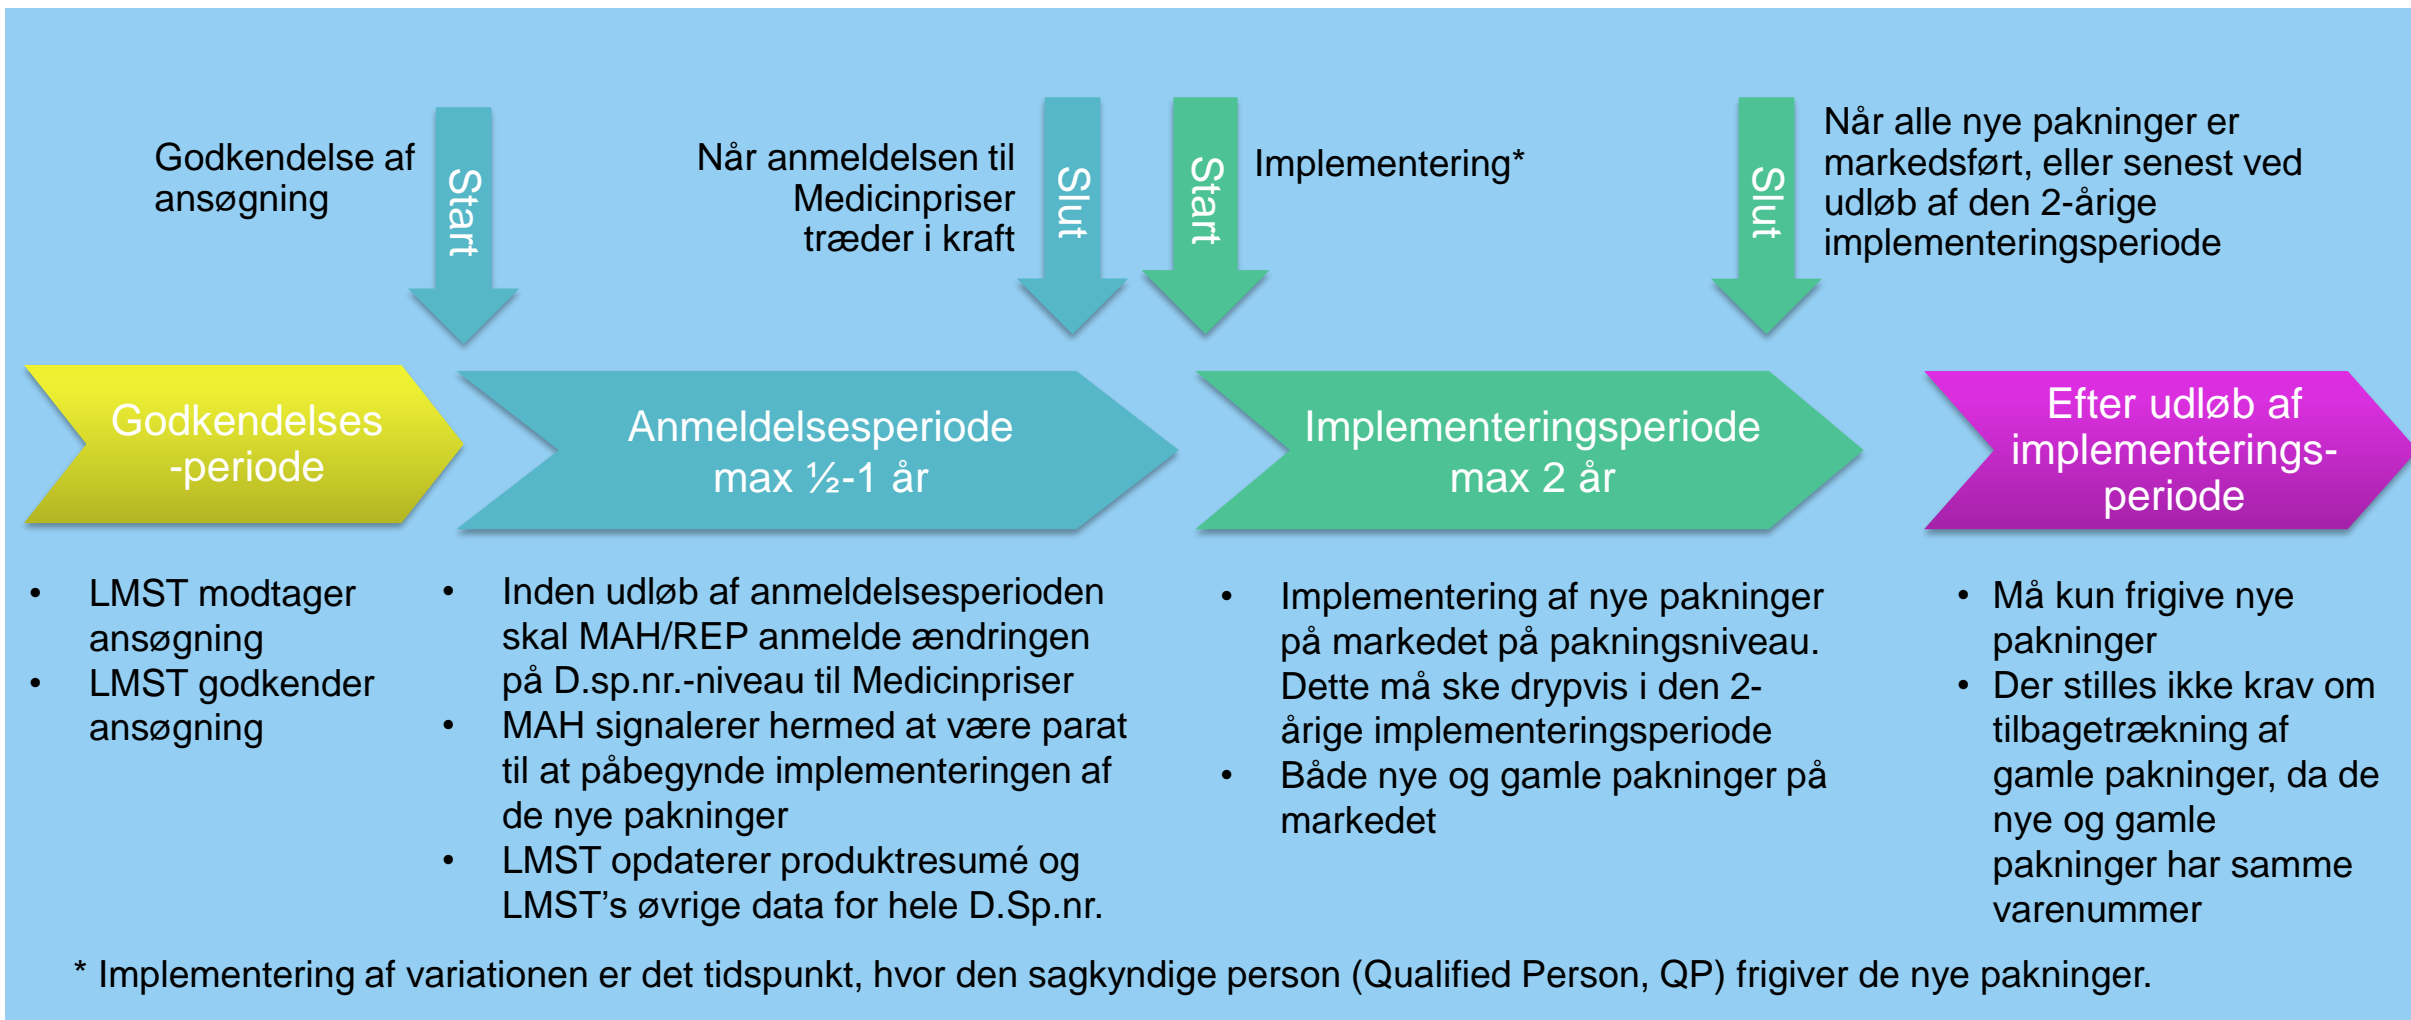 Godkendelse af
ansøgning
Start
Når anmeldelsen til
Medicinpriser
træder i kraft
Slut
Start
Implementering*
Slut
Når alle nye pakninger er
markedsført, eller senest ved
udløb af den 2-årige
implementeringsperiode
Godkendelses
-periode
Anmeldelsesperiode
max ½-1 år
Implementeringsperiode
max 2 år
Efter udløb af
implementerings-
periode
• LMST modtager
ansøgning
• LMST godkender
ansøgning
• Inden udløb af anmeldelsesperioden
skal MAH/REP anmelde ændringen
på D.sp.nr.-niveau til Medicinpriser
• MAH signalerer hermed at være parat
til at påbegynde implementeringen af
de nye pakninger
• LMST opdaterer produktresumé og
LMST’s øvrige data for hele D.Sp.nr.
• Implementering af nye pakninger
på markedet på pakningsniveau.
Dette må ske drypvis i den 2-
årige implementeringsperiode
• Både nye og gamle pakninger på
markedet
• Må kun frigive nye
pakninger
• Der stilles ikke krav om
tilbagetrækning af
gamle pakninger, da de
nye og gamle
pakninger har samme
varenummer
* Implementering af variationen er det tidspunkt, hvor den sagkyndige person (Qualified Person, QP) frigiver de nye pakninger.